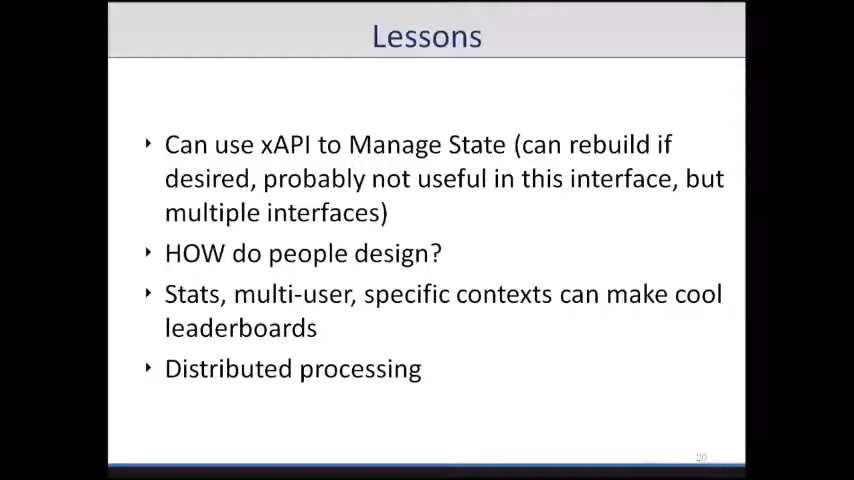 Lessons
Can use xAPI to Manage State (can rebuild if
desired, probably not useful in this interface, but
multiple interfaces)
HOW do people design?
Stats, multi-user, specific contexts can make cool
leaderboards
Distributed processing
20